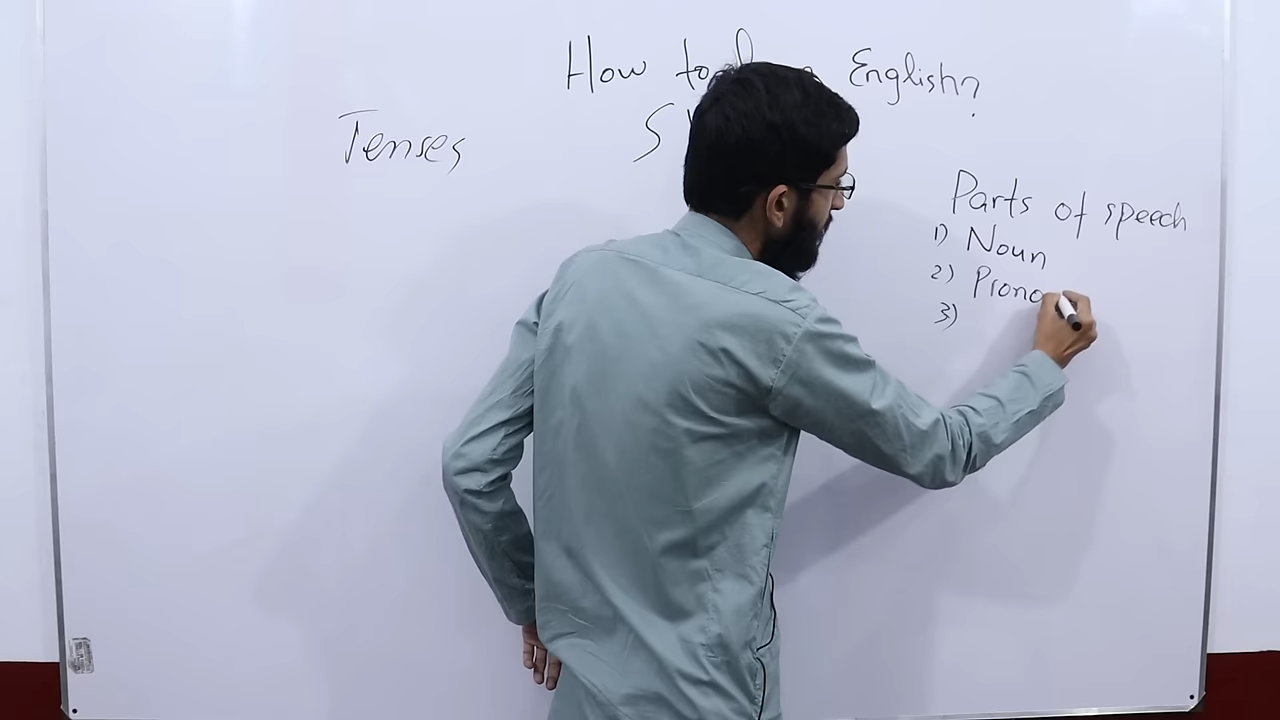 How to English?
Tenses
Parts of speech
1) Noun
2) Prono
3)